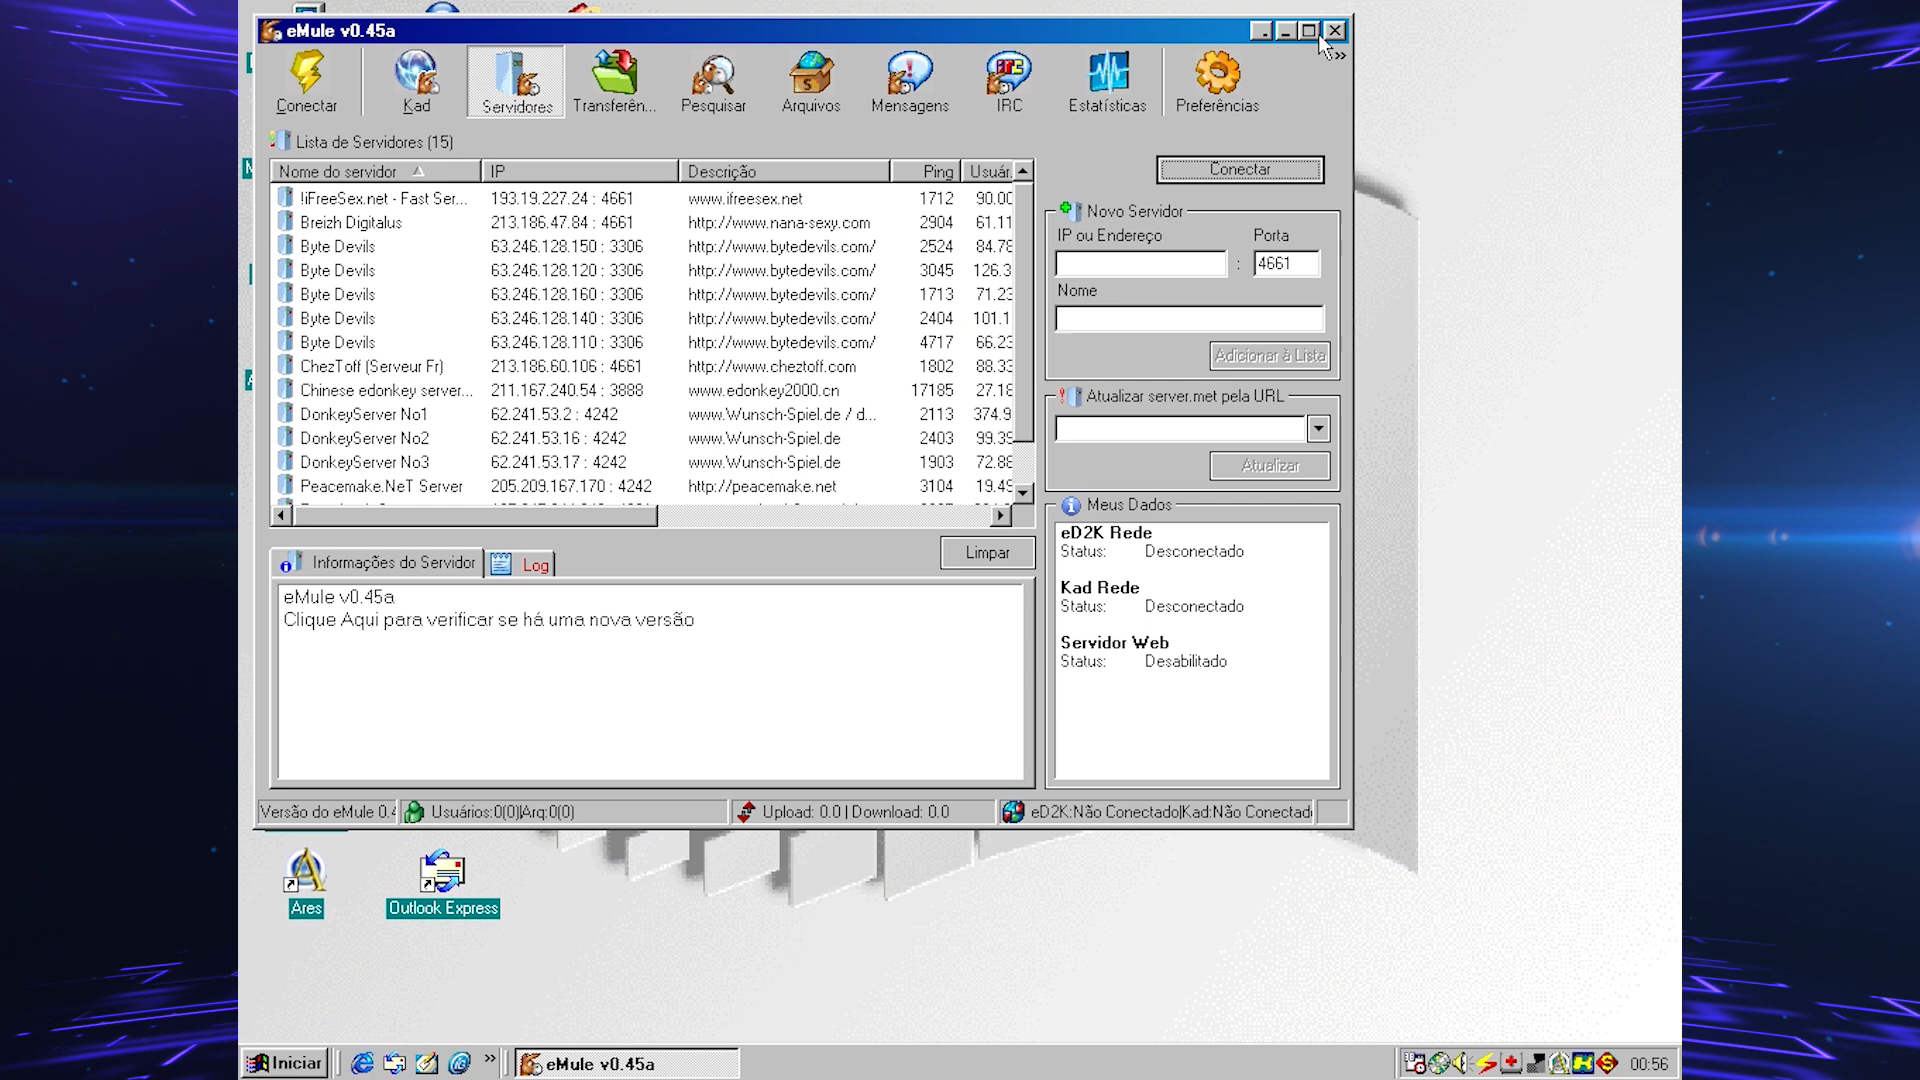 eMule v0.45a
Conectar
Kad
Servidores
Transferên...
Pesquisar
Arquivos
Mensagens
IRC
Estatísticas
Preferências
Lista de Servidores (15)
Nome do servidor IP Descrição Ping Usuár.
!iFreeSex.net - Fast Ser... 193.19.227.24 : 4661 www.ifreesex.net 1712 90.00
Breizh Digitalus 213.186.47.84 : 4661 http://www.nana-sexy.com 2904 61.11
Byte Devils 63.246.128.150 : 3306 http://www.bytedevils.com/ 2524 84.78
Byte Devils 63.246.128.120 : 3306 http://www.bytedevils.com/ 3045 126.3
Byte Devils 63.246.128.160 : 3306 http://www.bytedevils.com/ 1713 71.23
Byte Devils 63.246.128.140 : 3306 http://www.bytedevils.com/ 2404 101.1
Byte Devils 63.246.128.110 : 3306 http://www.bytedevils.com/ 4717 66.23
ChezToff (Serveur Fr) 213.186.60.106 : 4661 http://www.cheztoff.com 1802 88.33
Chinese edonkey server... 211.167.240.54 : 3888 www.edonkey2000.cn 17185 27.18
DonkeyServer No1 62.241.53.2 : 4242 www.Wunsch-Spiel.de / d... 2113 374.9
DonkeyServer No2 62.241.53.16 : 4242 www.Wunsch-Spiel.de 2403 99.39
DonkeyServer No3 62.241.53.17 : 4242 www.Wunsch-Spiel.de 1903 72.88
Peacemake.NeT Server 205.209.167.170 : 4242 http://peacemake.net 3104 19.49
Conectar
Novo Servidor
IP ou Endereço Porta
: 4661
Nome
Adicionar à Lista
Atualizar server.met pela URL
Atualizar
Meus Dados
eD2K Rede
Status: Desconectado
Kad Rede
Status: Desconectado
Servidor Web
Status: Desabilitado
Informações do Servidor
Log
Limpar
eMule v0.45a
Clique Aqui para verificar se há uma nova versão
Versão do eMule 0.4
Usuários:0(0)|Arq:0(0)
Upload: 0.0 | Download: 0.0
eD2K:Não Conectado|Kad:Não Conectado
Ares
Outlook Express
Iniciar
eMule v0.45a
00:56